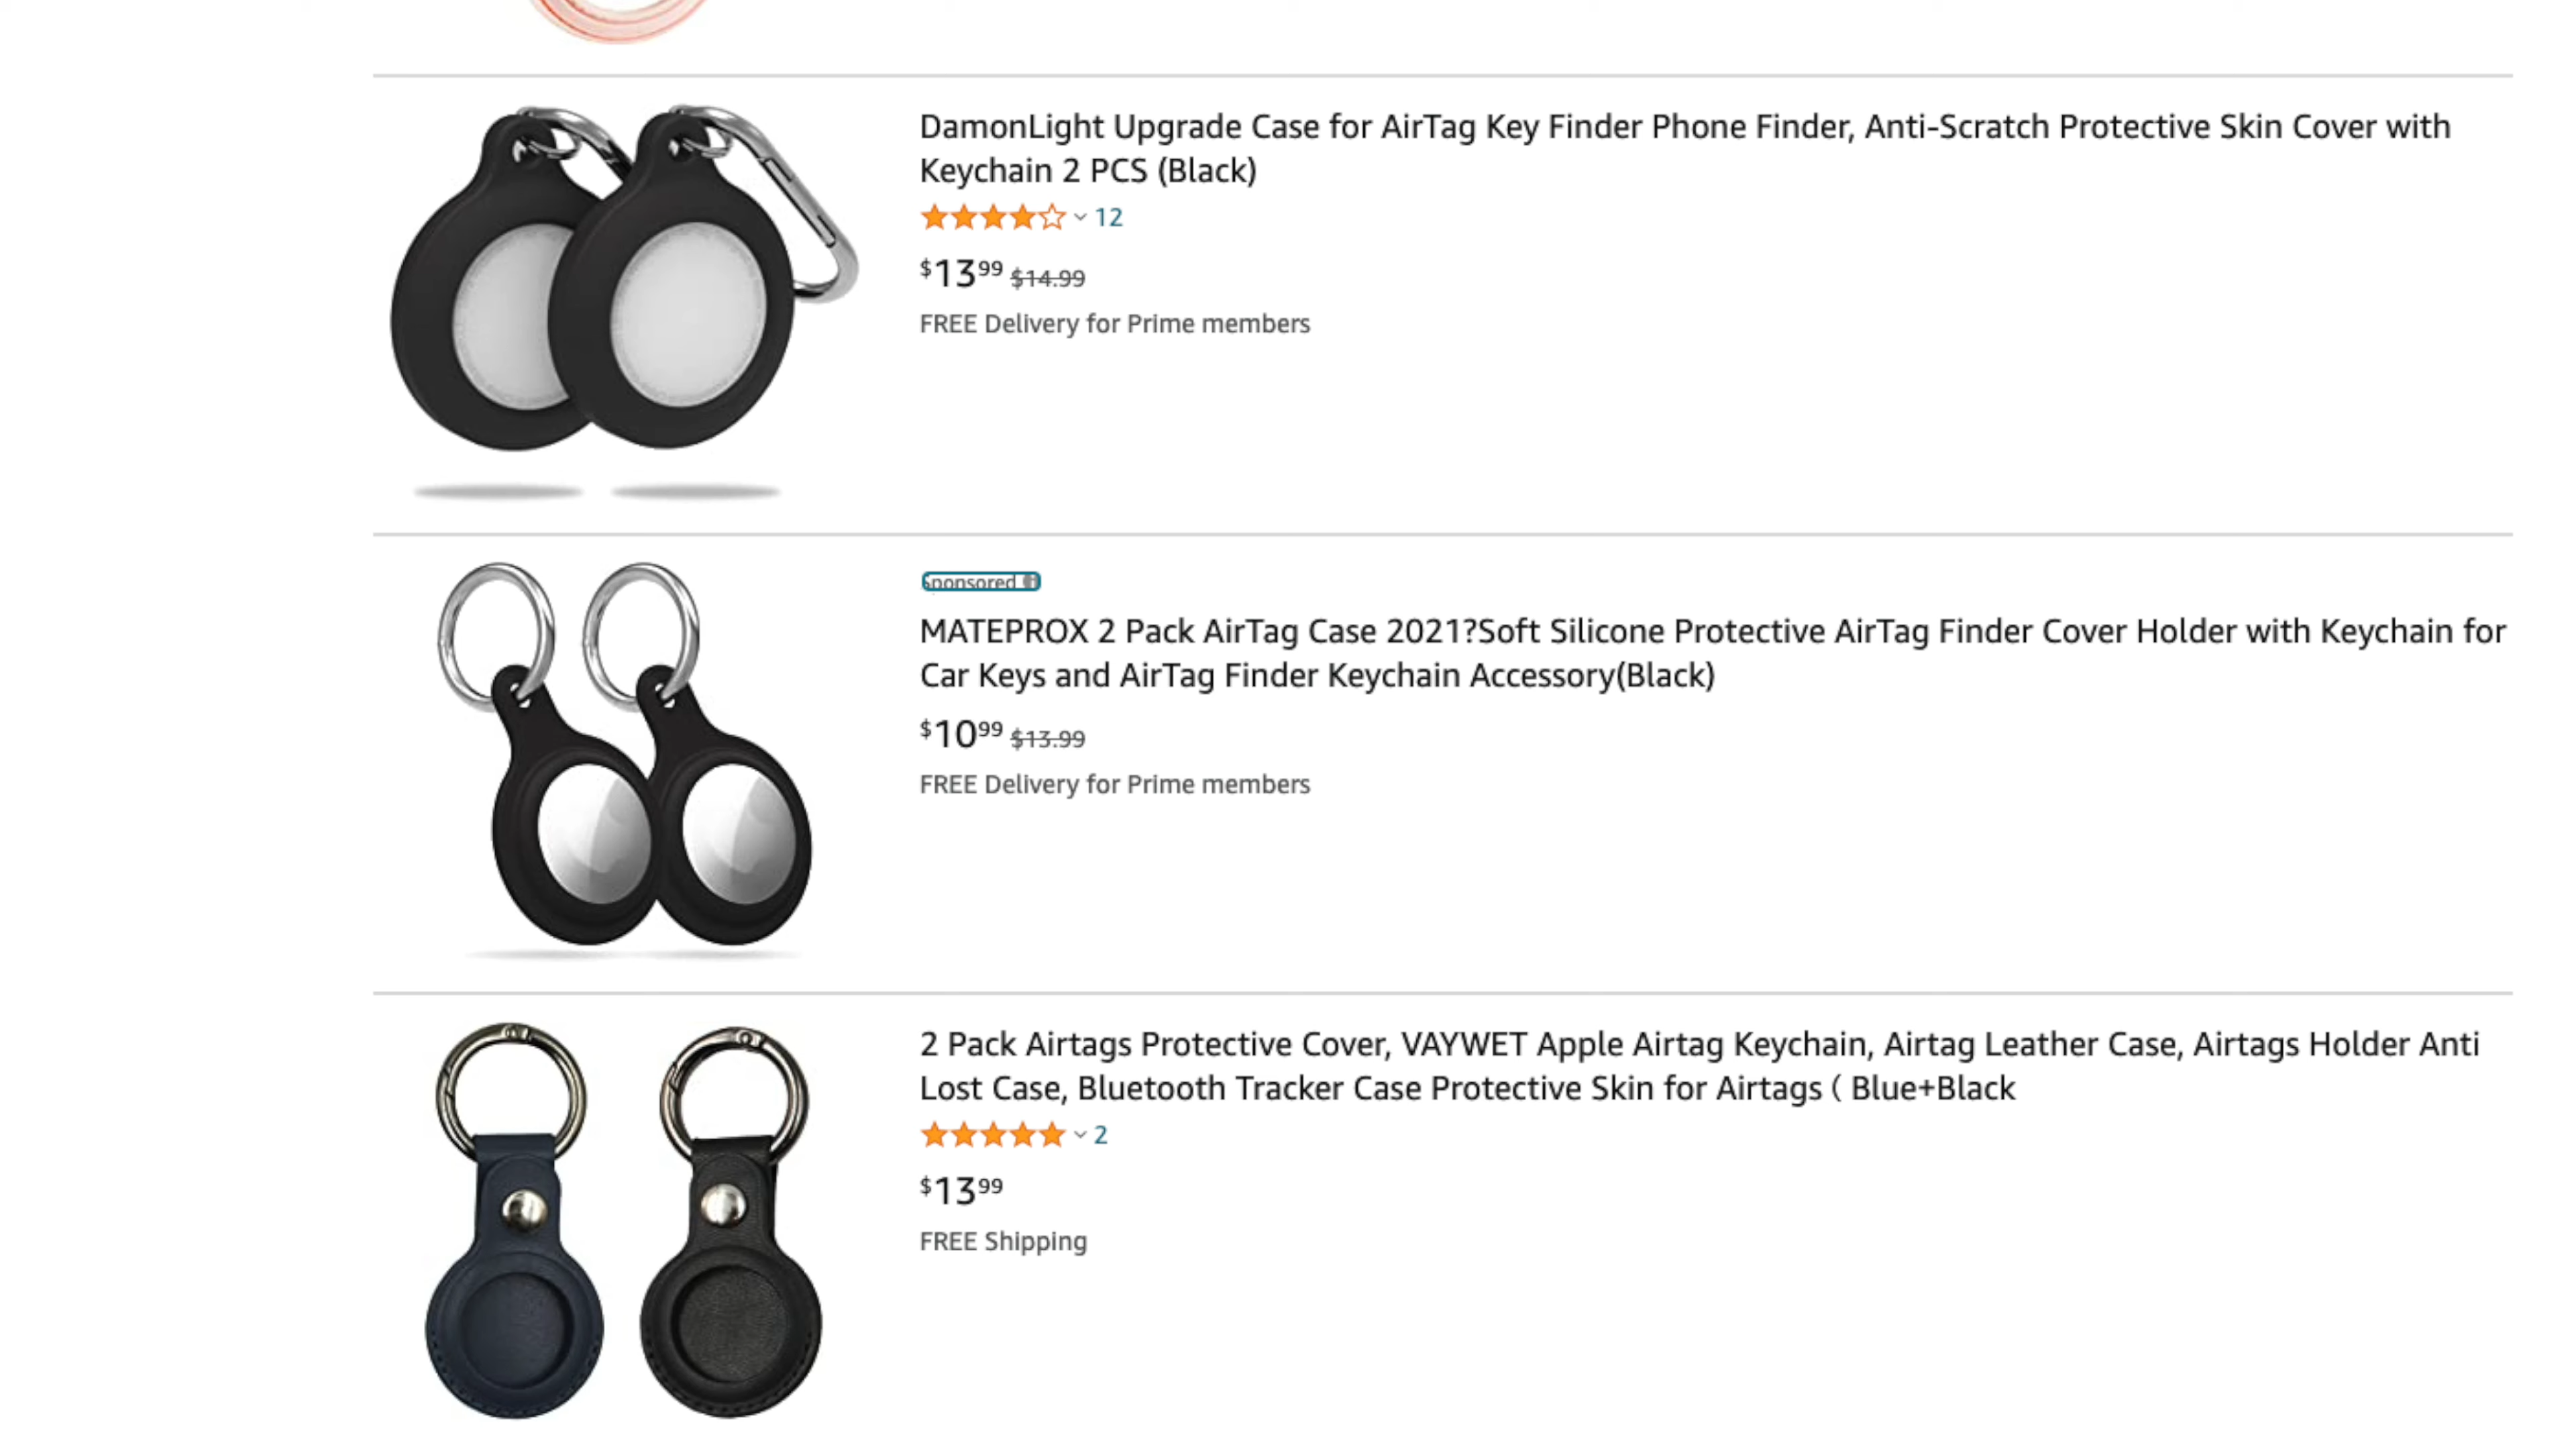 DamonLight Upgrade Case for AirTag Key Finder Phone Finder, Anti-Scratch Protective Skin Cover with
Keychain 2 PCS (Black)
12
$13.99 $14.99
FREE Delivery for Prime members
Sponsored
MATEPROX 2 Pack AirTag Case 2021?Soft Silicone Protective AirTag Finder Cover Holder with Keychain for
Car Keys and AirTag Finder Keychain Accessory(Black)
$10.99 $13.99
FREE Delivery for Prime members
2 Pack Airtags Protective Cover, VAYWET Apple Airtag Keychain, Airtag Leather Case, Airtags Holder Anti
Lost Case, Bluetooth Tracker Case Protective Skin for Airtags ( Blue+Black
2
$13.99
FREE Shipping